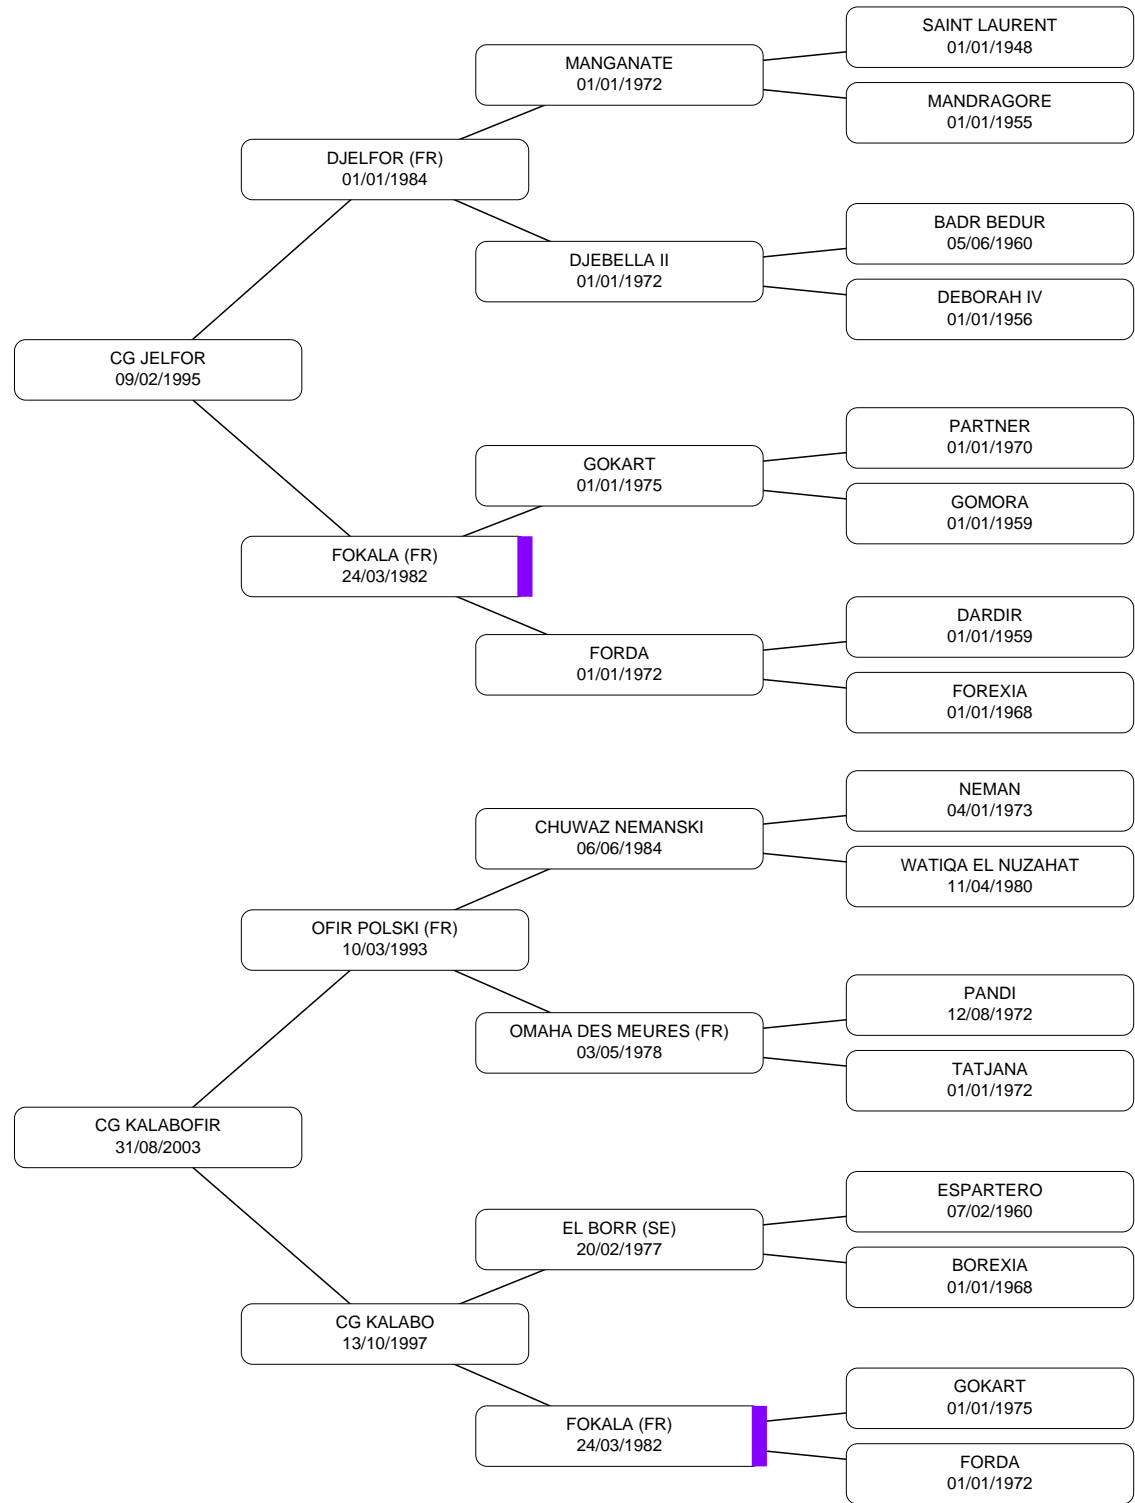 SAINT LAURENT
01/01/1948
MANGANATE
01/01/1972
MANDRAGORE
01/01/1955
DJELFOR (FR)
01/01/1984
BADR BEDUR
05/06/1960
DJEBELLA II
01/01/1972
DEBORAH IV
01/01/1956
CG JELFOR
09/02/1995
PARTNER
01/01/1970
GOKART
01/01/1975
GOMORA
01/01/1959
FOKALA (FR)
24/03/1982
DARDIR
01/01/1959
FORDA
01/01/1972
FOREXIA
01/01/1968
NEMAN
04/01/1973
CHUWAZ NEMANSKI
06/06/1984
WATIQA EL NUZAHAT
11/04/1980
OFIR POLSKI (FR)
10/03/1993
PANDI
12/08/1972
OMAHA DES MEURES (FR)
03/05/1978
TATJANA
01/01/1972
CG KALABOFIR
31/08/2003
ESPARTERO
07/02/1960
EL BORR (SE)
20/02/1977
BOREXIA
01/01/1968
CG KALABO
13/10/1997
GOKART
01/01/1975
FOKALA (FR)
24/03/1982
FORDA
01/01/1972